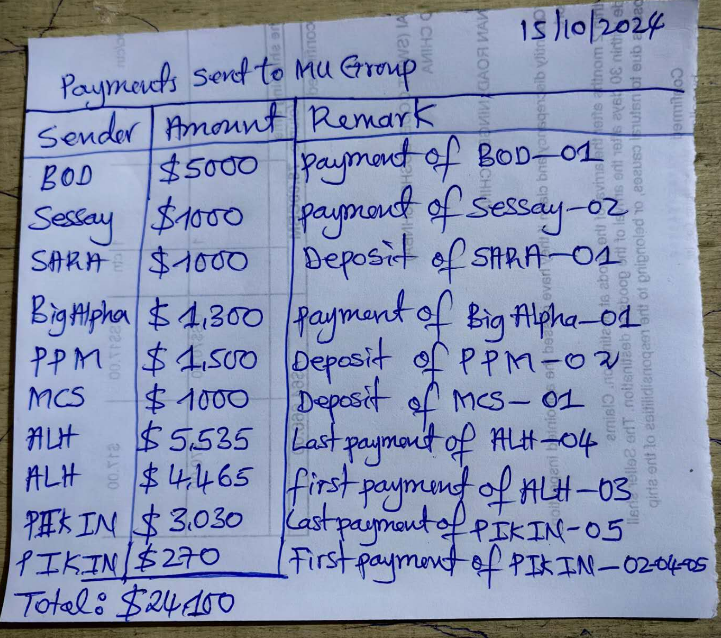 15/10/2024
Payments sent to MU Group
Sender Amount Remark
BOD $5000 payment of BOD-01
Sessay $1000 payment of Sessay-02
SARA $1000 Deposit of SARA-01
Big Alpha $1,300 payment of Big Alpha-01
PPM $1,500 Deposit of PPM-02
MCS $1000 Deposit of MCS-01
ALH $5,535 Last payment of ALH-04
ALH $4,465 first payment of ALH-03
PIKIN $3,030 Last payment of PIKIN-05
PIKIN $270 First payment of PIKIN-02-04-05
Total: $24,100